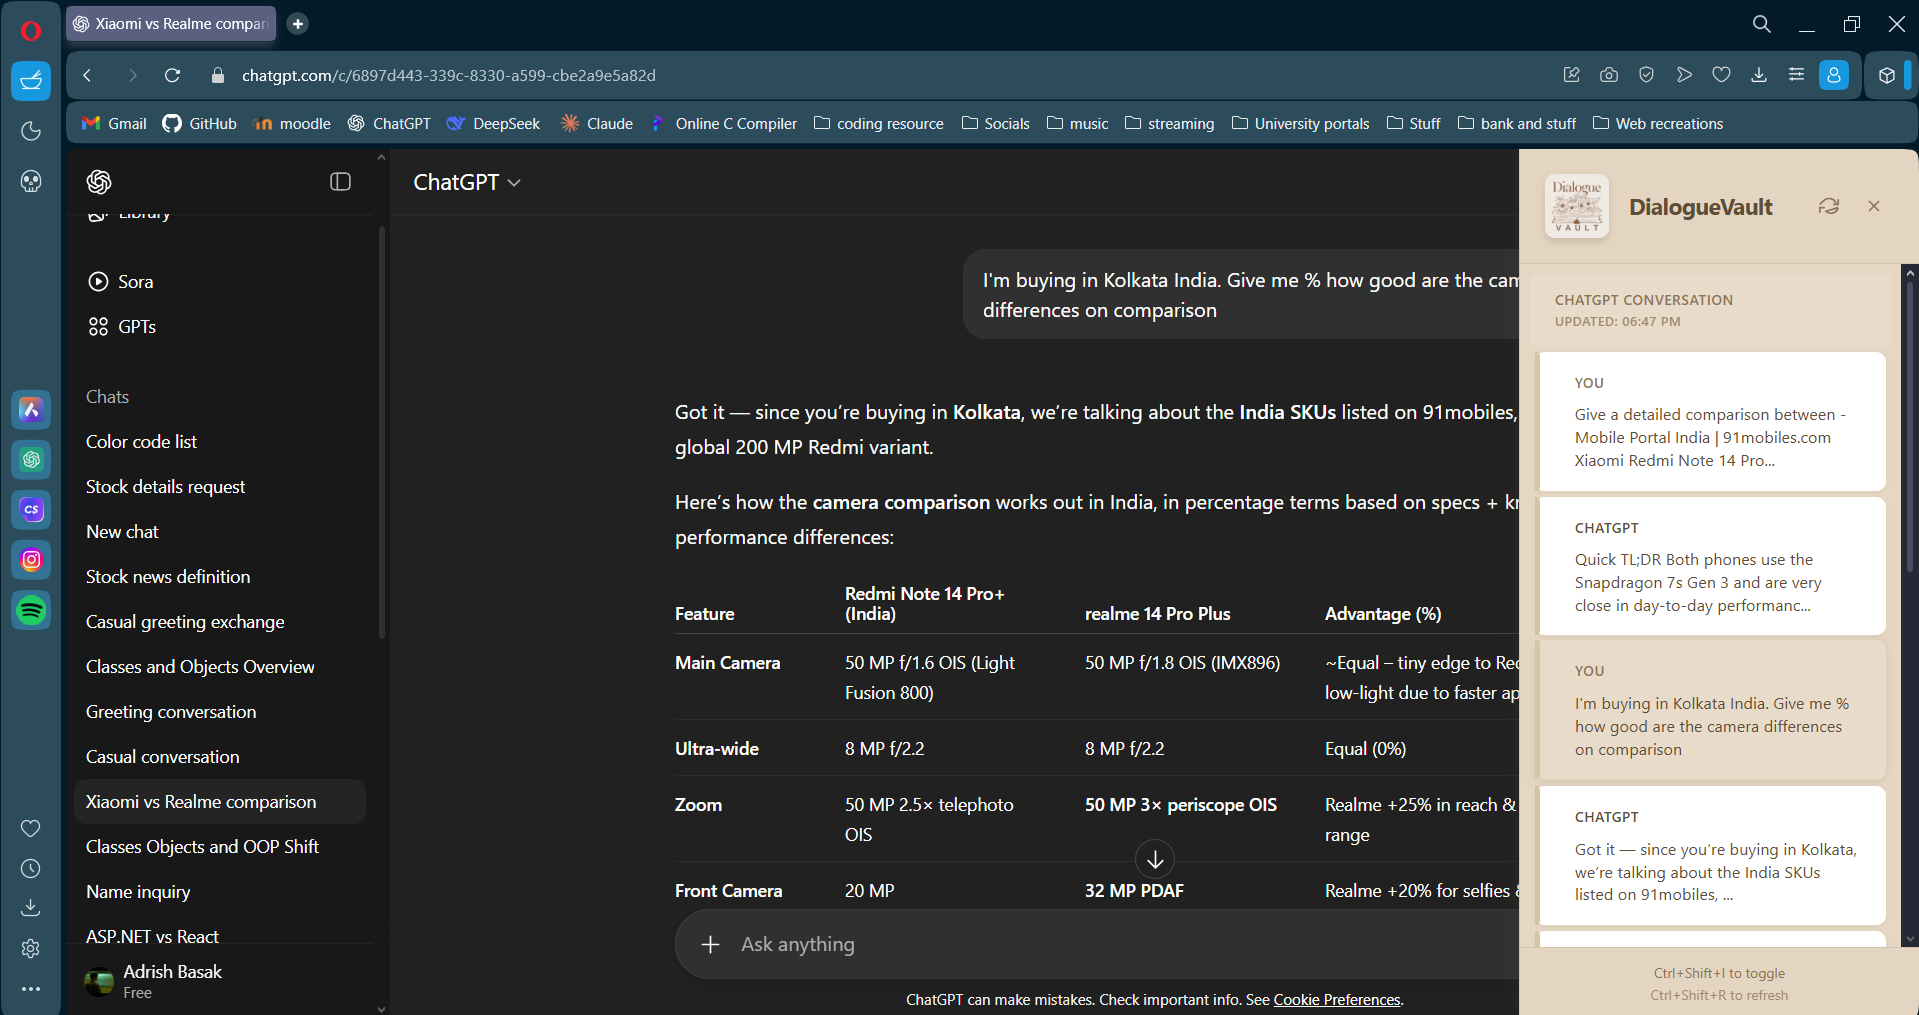 Xiaomi vs Realme compari
chatgpt.com/c/6897d443-339c-8330-a599-cbe2a9e5a82d
Gmail
GitHub
moodle
ChatGPT
DeepSeek
Claude
Online C Compiler
coding resource
Socials
music
streaming
University portals
Stuff
bank and stuff
Web recreations
CS
Library
Sora
GPTs
Chats
Color code list
Stock details request
New chat
Stock news definition
Casual greeting exchange
Classes and Objects Overview
Greeting conversation
Casual conversation
Xiaomi vs Realme comparison
Classes Objects and OOP Shift
Name inquiry
ASP.NET vs React
Adrish Basak
Free
ChatGPT
I'm buying in Kolkata India. Give me % how good are the cam
differences on comparison
Got it — since you’re buying in Kolkata, we’re talking about the India SKUs listed on 91mobiles,
global 200 MP Redmi variant.
Here’s how the camera comparison works out in India, in percentage terms based on specs + kn
performance differences:
Feature Redmi Note 14 Pro+ (India) realme 14 Pro Plus Advantage (%)
Main Camera 50 MP f/1.6 OIS (Light 50 MP f/1.8 OIS (IMX896) ~Equal – tiny edge to Red
Fusion 800) low-light due to faster ap
Ultra-wide 8 MP f/2.2 8 MP f/2.2 Equal (0%)
Zoom 50 MP 2.5× telephoto 50 MP 3× periscope OIS Realme +25% in reach &
OIS range
Front Camera 20 MP 32 MP PDAF Realme +20% for selfies &
Ask anything
ChatGPT can make mistakes. Check important info. See Cookie Preferences.
Dialogue
VAULT
DialogueVault
CHATGPT CONVERSATION
UPDATED: 06:47 PM
YOU
Give a detailed comparison between -
Mobile Portal India | 91mobiles.com
Xiaomi Redmi Note 14 Pro...
CHATGPT
Quick TL;DR Both phones use the
Snapdragon 7s Gen 3 and are very
close in day-to-day performanc...
YOU
I'm buying in Kolkata India. Give me %
how good are the camera differences
on comparison
CHATGPT
Got it — since you’re buying in Kolkata,
we’re talking about the India SKUs
listed on 91mobiles, ...
Ctrl+Shift+I to toggle
Ctrl+Shift+R to refresh